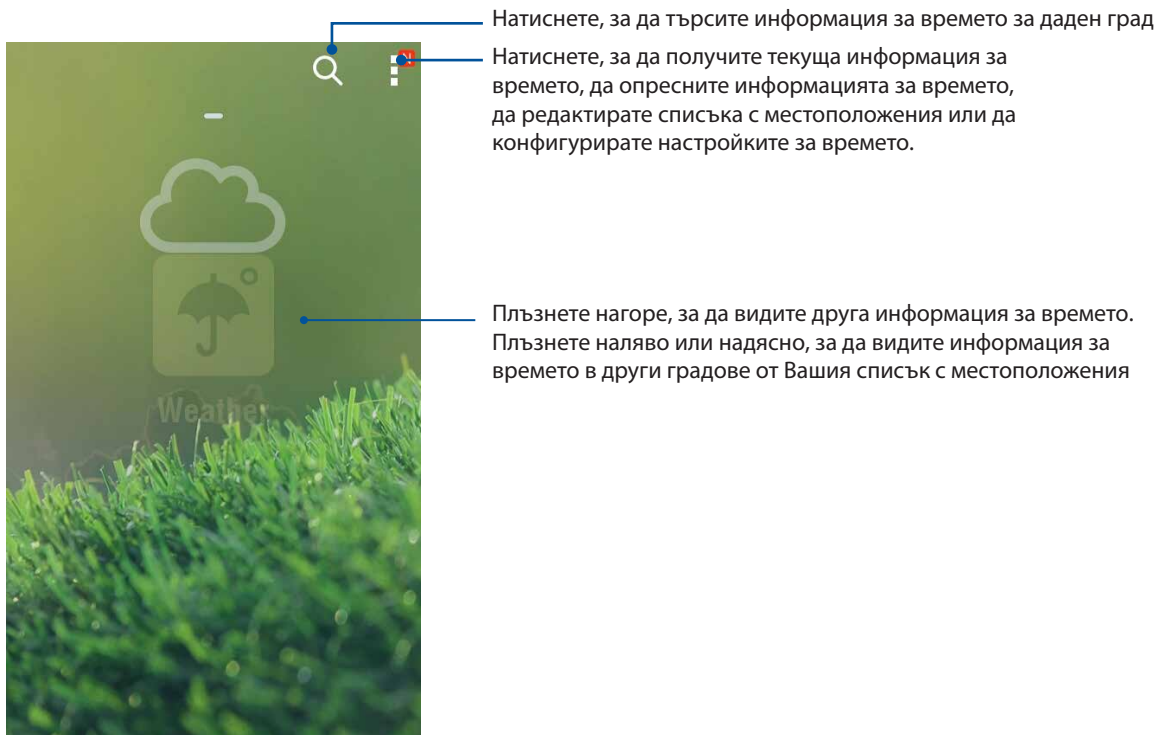 Натиснете, за да търсите информация за времето за даден град
Натиснете, за да получите текуща информация за
времето, да опресните информацията за времето,
да редактирате списъка с местоположения или да
конфигурирате настройките за времето.
Плъзнете нагоре, за да видите друга информация за времето.
Плъзнете наляво или надясно, за да видите информация за
времето в други градове от Вашия списък с местоположения
Weather